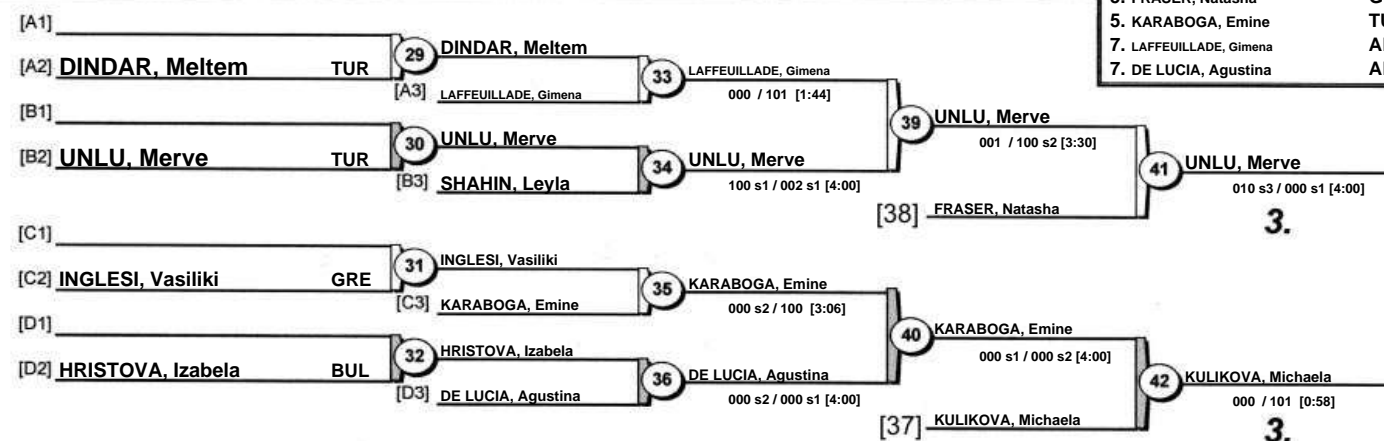 5. KARABOGA, Emine
7. LAFFEUILLADE, Gimena
7. DE LUCIA, Agustina
[A1]
[A2] DINDAR, Meltem TUR
29 DINDAR, Meltem
[A3] LAFFEUILLADE, Gimena
33 LAFFEUILLADE, Gimena
000 / 101 [1:44]
[B1]
[B2] UNLU, Merve TUR
30 UNLU, Merve
[B3] SHAHIN, Leyla
34 UNLU, Merve
100 s1 / 002 s1 [4:00]
39 UNLU, Merve
001 / 100 s2 [3:30]
[38] FRASER, Natasha
41 UNLU, Merve
010 s3 / 000 s1 [4:00]
3.
[C1]
[C2] INGLESI, Vasiliki GRE
31 INGLESI, Vasiliki
[C3] KARABOGA, Emine
35 KARABOGA, Emine
000 s2 / 100 [3:06]
[D1]
[D2] HRISTOVA, Izabela BUL
32 HRISTOVA, Izabela
[D3] DE LUCIA, Agustina
36 DE LUCIA, Agustina
000 s2 / 000 s1 [4:00]
40 KARABOGA, Emine
000 s1 / 000 s2 [4:00]
[37] KULIKOVA, Michaela
42 KULIKOVA, Michaela
000 / 101 [0:58]
3.